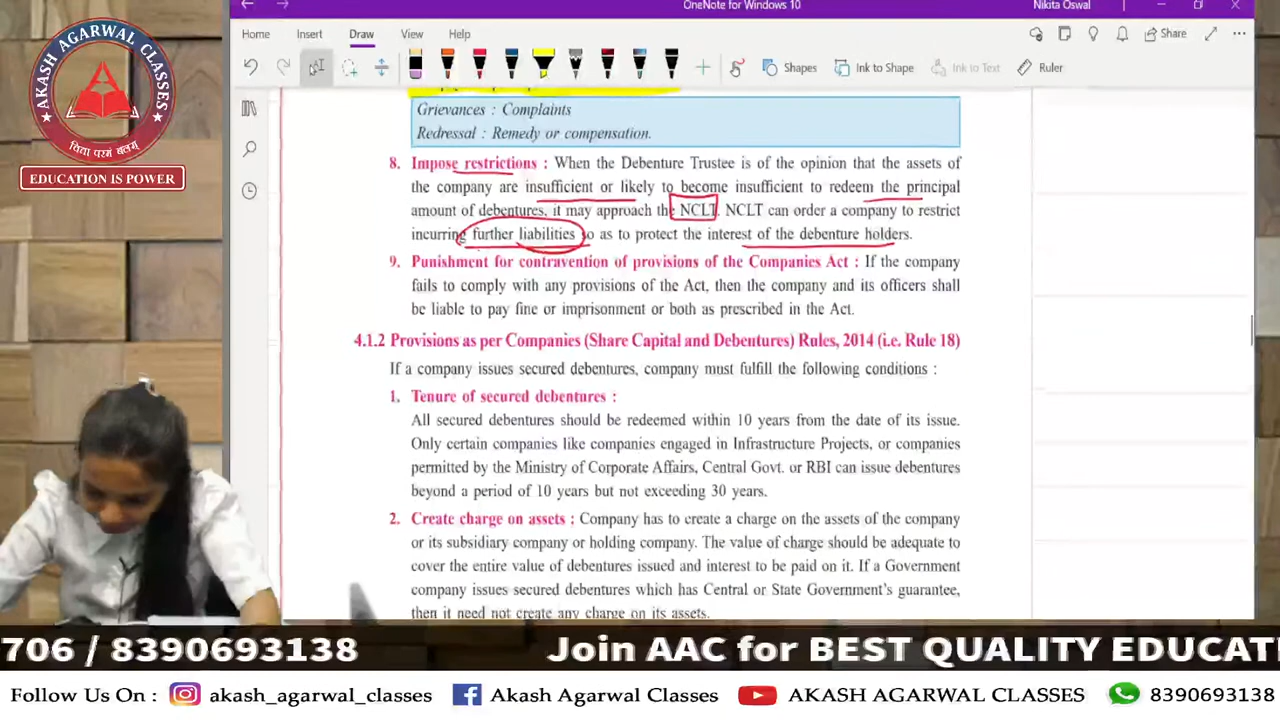 OneNote for Windows 10
Nikita Oswal
Home Insert Draw View Help
Share
Shapes
Ink to Shape
Ink to Text
Ruler
AKASH AGARWAL CLASSES
विद्या परमं बलम्
EDUCATION IS POWER
Grievances : Complaints
Redressal : Remedy or compensation.
8. Impose restrictions : When the Debenture Trustee is of the opinion that the assets of
the company are insufficient or likely to become insufficient to redeem the principal
amount of debentures, it may approach the NCLT. NCLT can order a company to restrict
incurring further liabilities so as to protect the interest of the debenture holders.
9. Punishment for contravention of provisions of the Companies Act : If the company
fails to comply with any provisions of the Act, then the company and its officers shall
be liable to pay fine or imprisonment or both as prescribed in the Act.
4.1.2 Provisions as per Companies (Share Capital and Debentures) Rules, 2014 (i.e. Rule 18)
If a company issues secured debentures, company must fulfill the following conditions :
1. Tenure of secured debentures :
All secured debentures should be redeemed within 10 years from the date of its issue.
Only certain companies like companies engaged in Infrastructure Projects, or companies
permitted by the Ministry of Corporate Affairs, Central Govt. or RBI can issue debentures
beyond a period of 10 years but not exceeding 30 years.
2. Create charge on assets : Company has to create a charge on the assets of the company
or its subsidiary company or holding company. The value of charge should be adequate to
cover the entire value of debentures issued and interest to be paid on it. If a Government
company issues secured debentures which has Central or State Government's guarantee,
then it need not create any charge on its assets.
706 / 8390693138 Join AAC for BEST QUALITY EDUCATI
Follow Us On : akash_agarwal_classes Akash Agarwal Classes AKASH AGARWAL CLASSES 8390693138